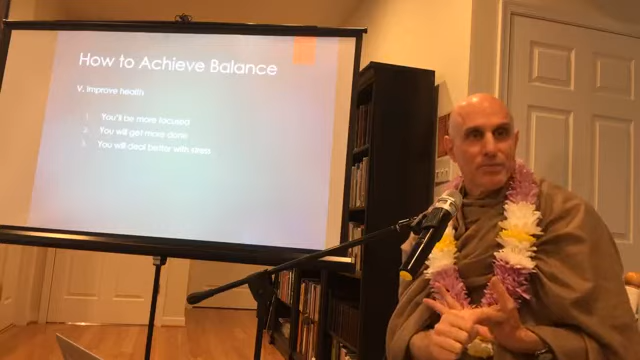 How to Achieve Balance
V. Improve health
1. You'll be more focused
2. You will get more done
3. You will deal better with stress